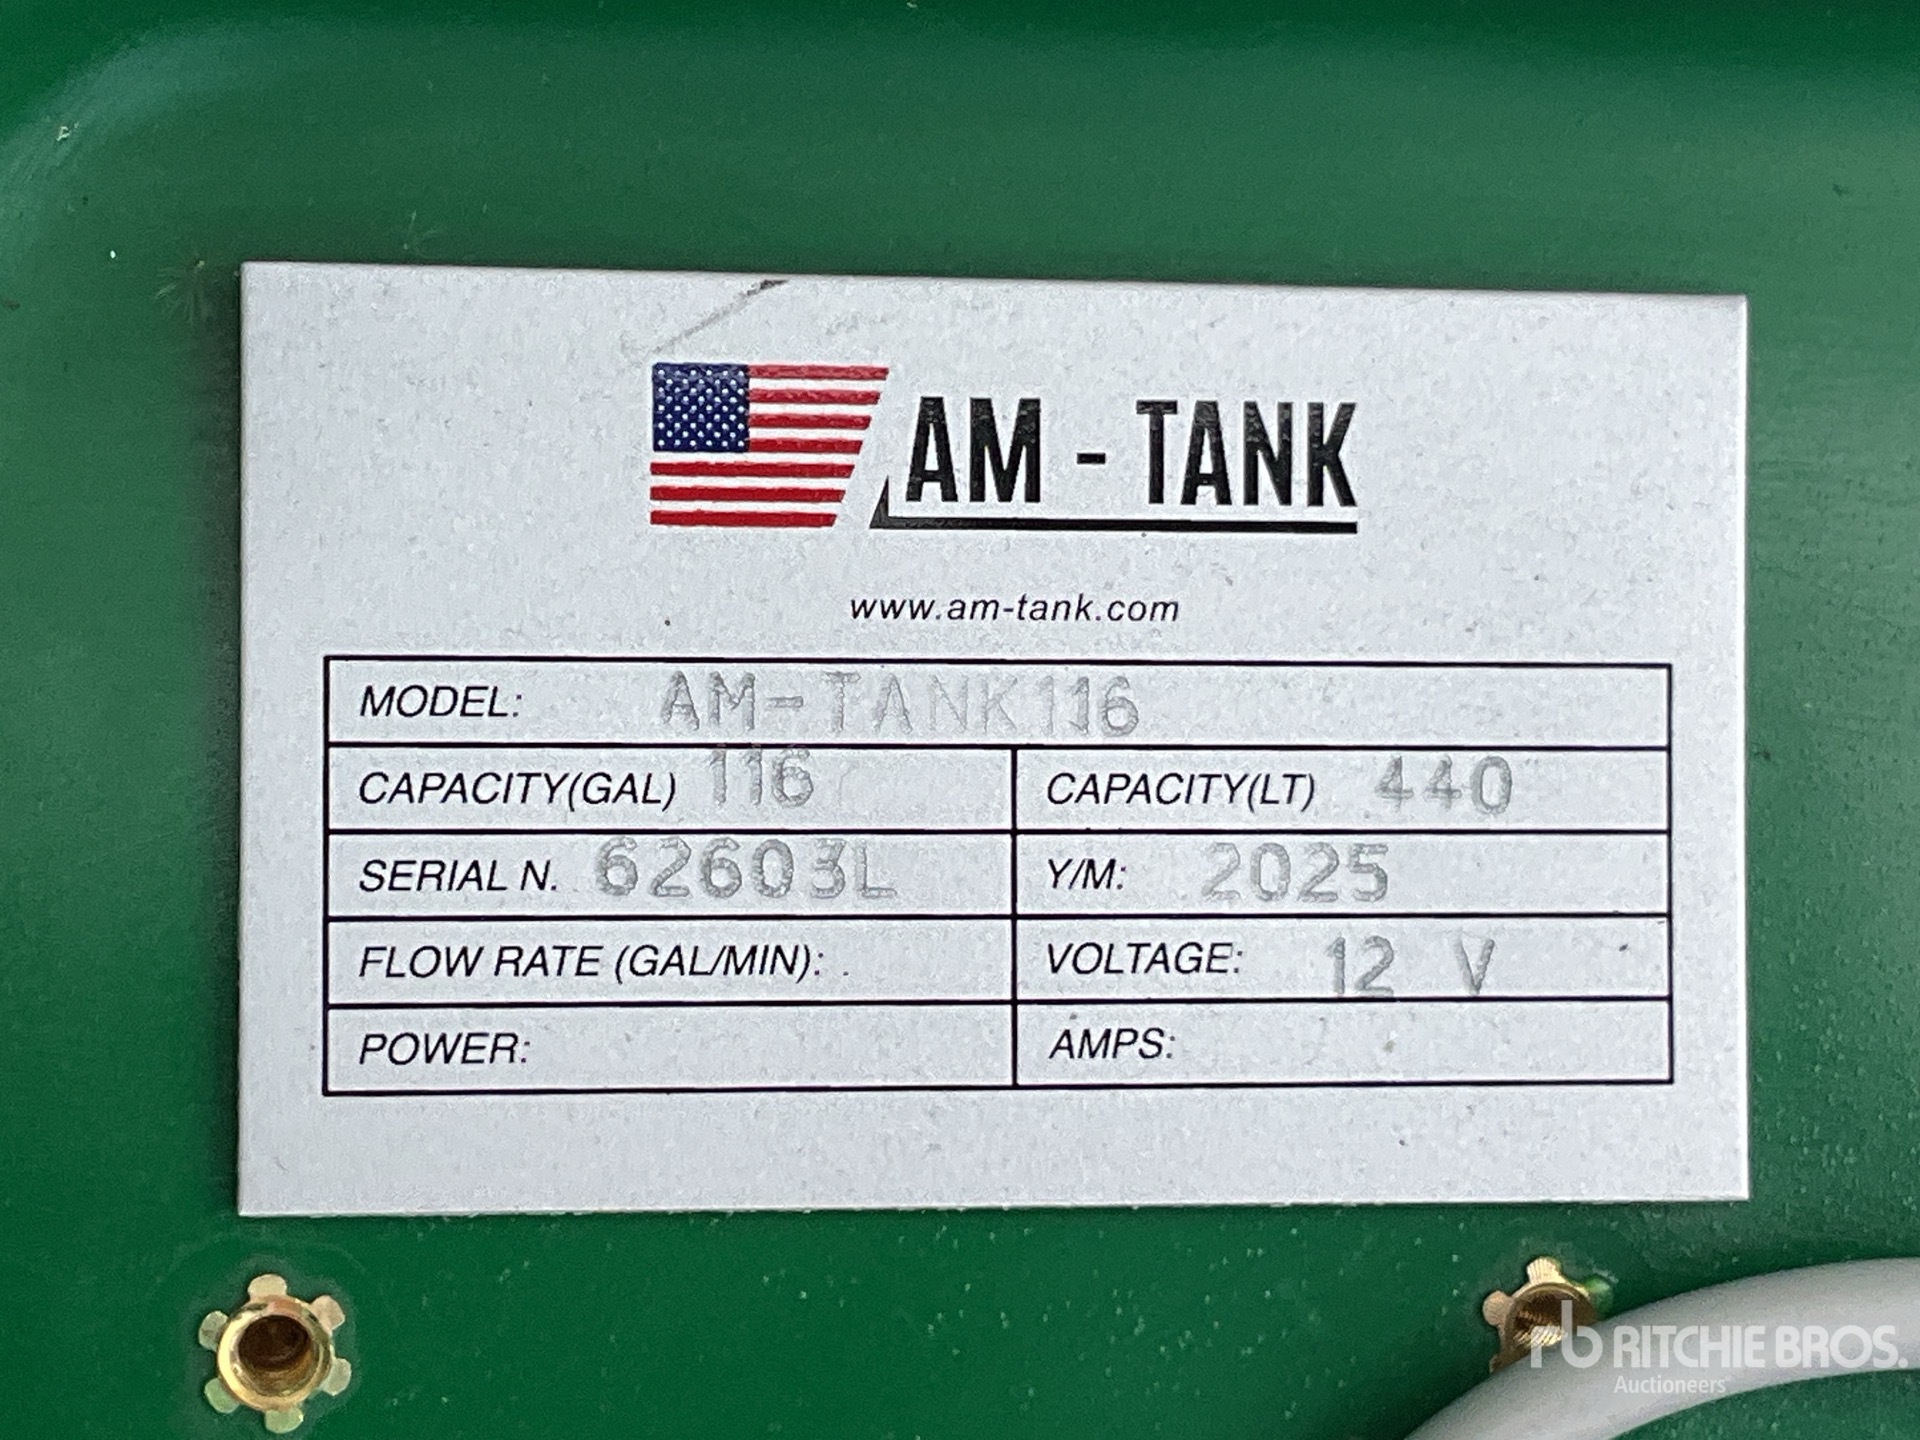 AM - TANK
www.am-tank.com
MODEL: AM-TANK116
CAPACITY(GAL) 116 CAPACITY(LT) 440
SERIAL N. 62603L Y/M: 2025
FLOW RATE (GAL/MIN): . VOLTAGE: 12 V
POWER: AMPS:
rb RITCHIE BROS.
Auctioneers